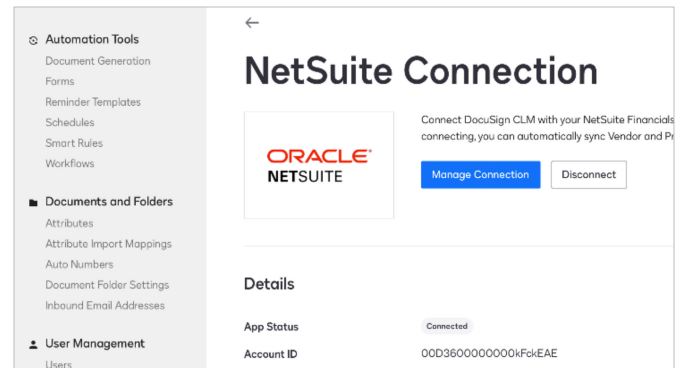 Automation Tools
Document Generation
Forms
Reminder Templates
Schedules
Smart Rules
Workflows
Documents and Folders
Attributes
Attribute Import Mappings
Auto Numbers
Document Folder Settings
Inbound Email Addresses
User Management
Users
NetSuite Connection
ORACLE
NETSUITE
Connect DocuSign CLM with your NetSuite Financials
connecting, you can automatically sync Vendor and
Manage Connection Disconnect
Details
App Status Connected
Account ID 00D3600000000kFckEAE